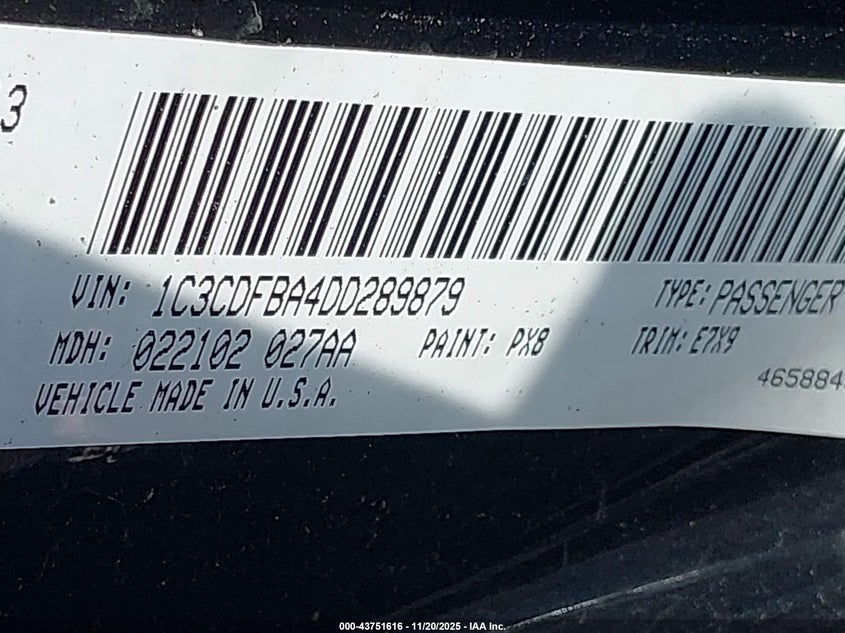 3
VIN: 1C3CDFBA4DD289879 TYPE: PASSENGER
MDH: 022102 027AA PAINT: PX8 TRIM: E7X9
VEHICLE MADE IN U.S.A. 465884
000-43751616 - 11/20/2025 - IAA Inc.